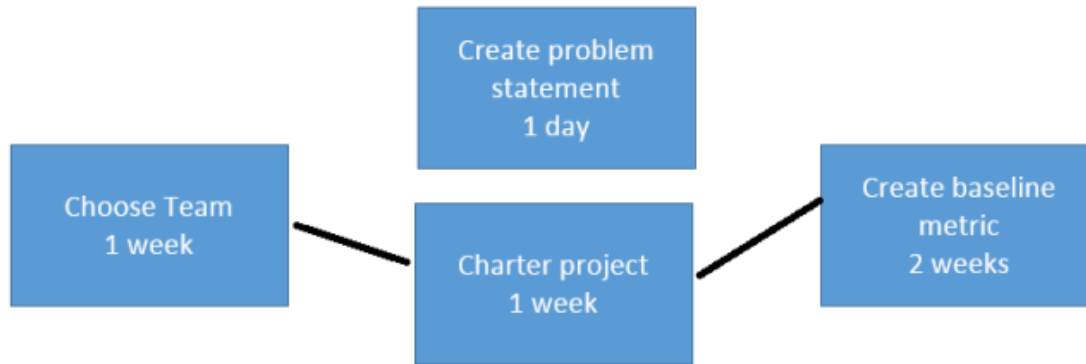 Create problem
statement
1 day
Choose Team
1 week
Charter project
1 week
Create baseline
metric
2 weeks